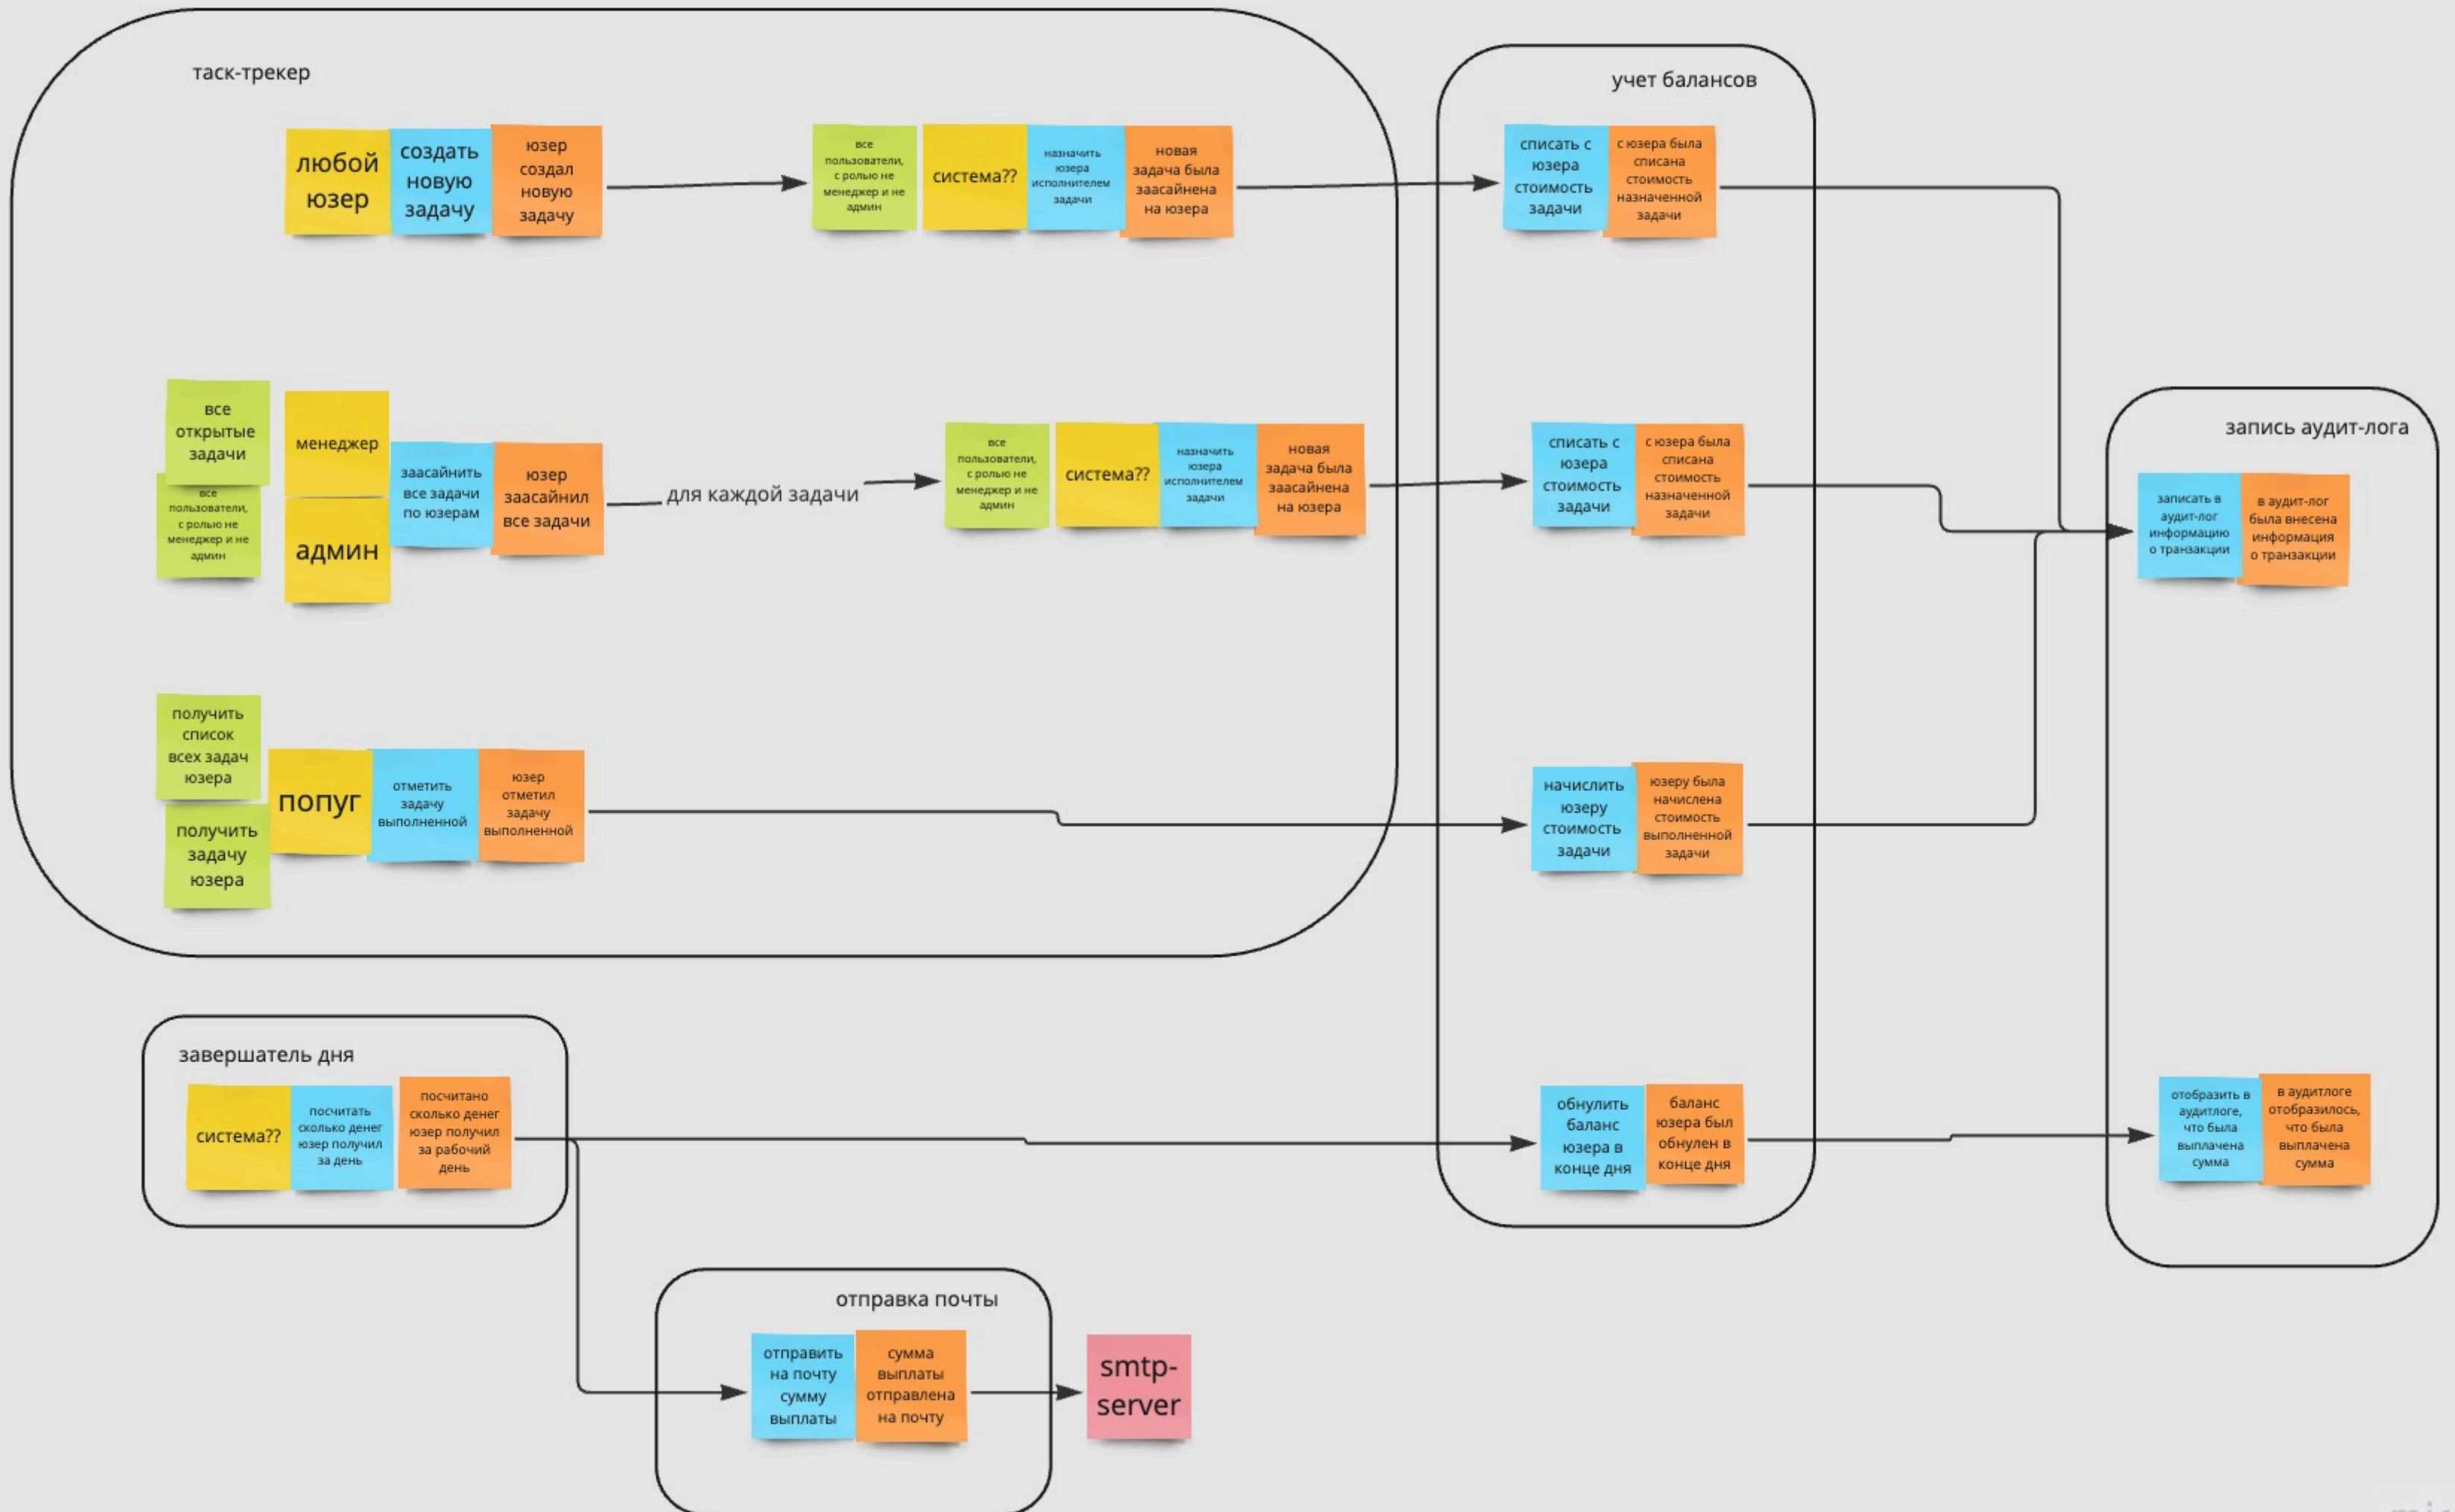 таск-трекер
любой
юзер
создать
новую
задачу
юзер
создал
новую
задачу
все
пользователи,
с ролью не
менеджер и не
админ
система??
назначить
юзера
исполнителем
задачи
новая
задача была
заасайнена
на юзера
учет балансов
списать с
юзера
стоимость
задачи
с юзера была
списана
стоимость
назначенной
задачи
все
открытые
задачи
все
пользователи,
с ролью не
менеджер и не
админ
менеджер
админ
заасайнить
все задачи
по юзерам
юзер
заасайнил
все задачи
для каждой задачи
все
пользователи,
с ролью не
менеджер и не
админ
система??
назначить
юзера
исполнителем
задачи
новая
задача была
заасайнена
на юзера
списать с
юзера
стоимость
задачи
с юзера была
списана
стоимость
назначенной
задачи
запись аудит-лога
записать в
аудит-лог
информацию
о транзакции
в аудит-лог
была внесена
информация
о транзакции
получить
список
всех задач
юзера
получить
задачу
юзера
попуг
отметить
задачу
выполненной
юзер
отметил
задачу
выполненной
начислить
юзеру
стоимость
задачи
юзеру была
начислена
стоимость
выполненной
задачи
завершатель дня
система??
посчитать
сколько денег
юзер получил
за день
посчитано
сколько денег
юзер получил
за рабочий
день
обнулить
баланс
юзера в
конце дня
баланс
юзера был
обнулен в
конце дня
отобразить в
аудитлоге,
что была
выплачена
сумма
в аудитлоге
отобразилось,
что была
выплачена
сумма
отправка почты
отправить
на почту
сумму
выплаты
сумма
выплаты
отправлена
на почту
smtp-
server